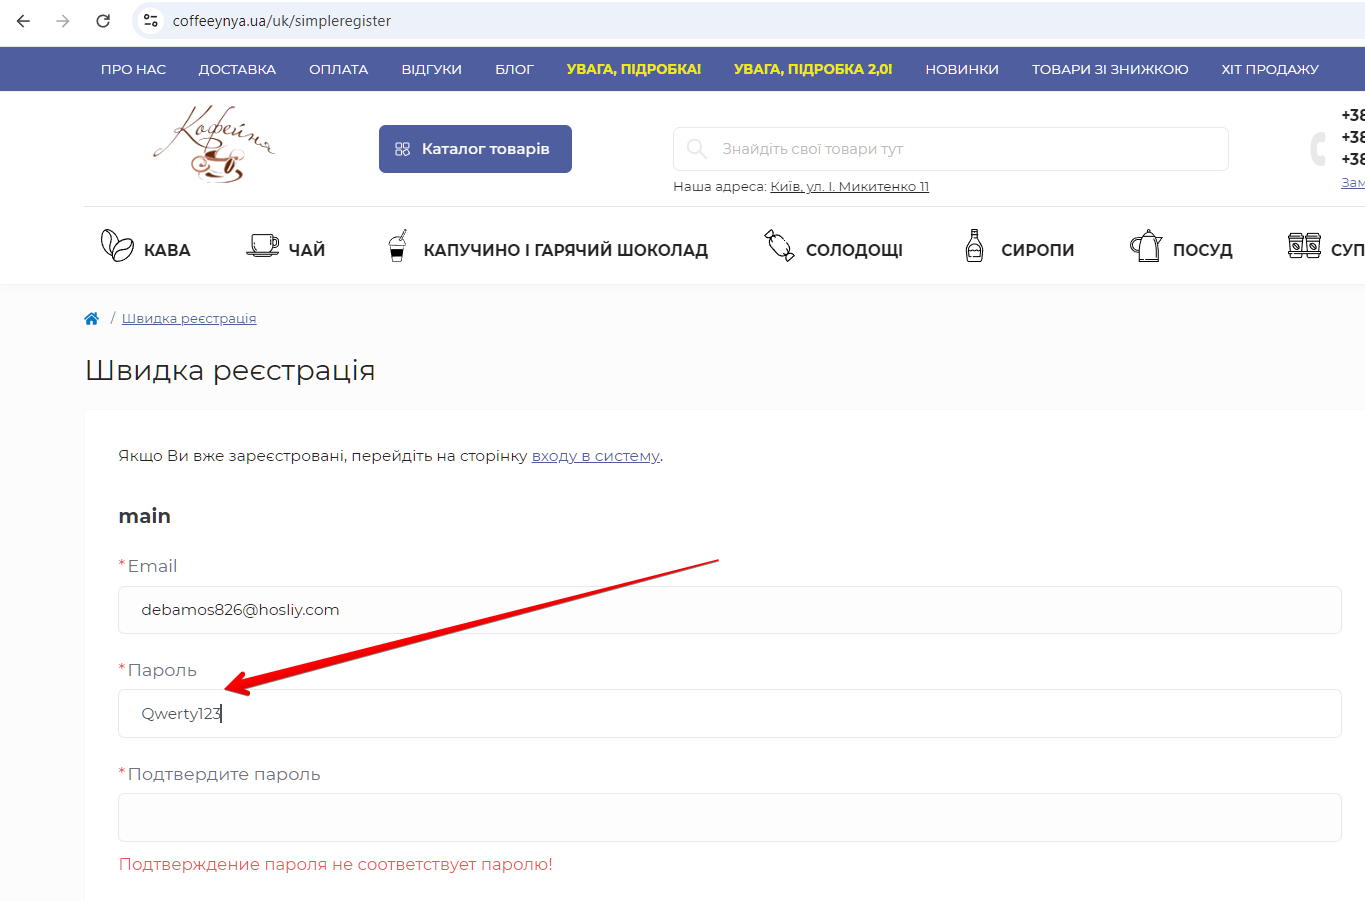 coffeeynya.ua/uk/simpleregister
ПРО НАС ДОСТАВКА ОПЛАТА ВІДГУКИ БЛОГ УВАГА, ПІДРОБКА! УВАГА, ПІДРОБКА 2,0! НОВИНКИ ТОВАРИ ЗІ ЗНИЖКОЮ ХІТ ПРОДАЖУ
Кофейня
Каталог товарів
Знайдіть свої товари тут
+38
+38
+38
Наша адреса: Київ, ул. І. Микитенко 11
Зам
КАВА ЧАЙ КАПУЧИНО І ГАРЯЧИЙ ШОКОЛАД СОЛОДОЩІ СИРОПИ ПОСУД СУП
/ Швидка реєстрація
Швидка реєстрація
Якщо Ви вже зареєстровані, перейдіть на сторінку входу в систему.
main
*Email
debamos826@hosliy.com
*Пароль
Qwerty123
*Подтвердите пароль
Подтверждение пароля не соответствует паролю!